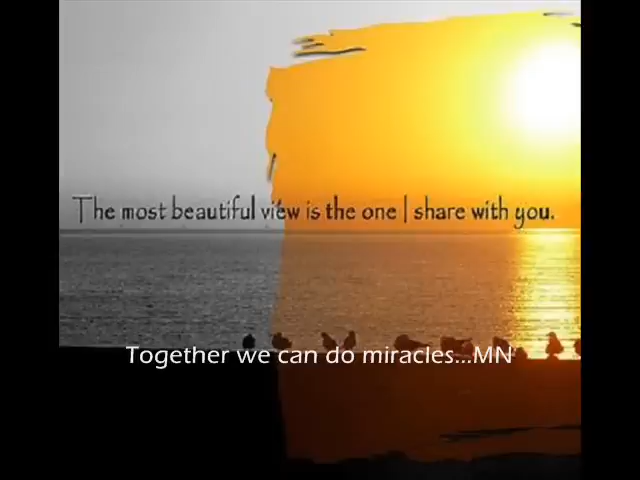 The most beautiful view is the one I share with you.
Together we can do miracles...MN